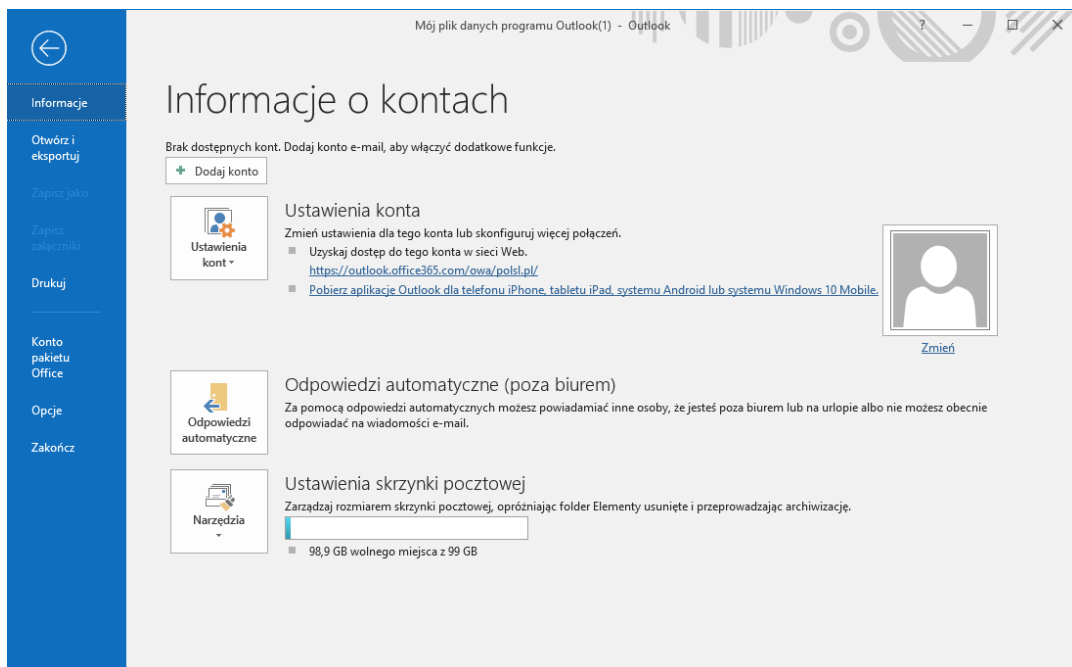 Mój plik danych programu Outlook(1) - Outlook
?
Informacje
Otwórz i
eksportuj
Zapisz jako
Zapisz
załączniki
Drukuj
Konto
pakietu
Office
Opcje
Zakończ
Informacje o kontach
Brak dostępnych kont. Dodaj konto e-mail, aby włączyć dodatkowe funkcje.
+ Dodaj konto
Ustawienia
kont
Ustawienia konta
Zmień ustawienia dla tego konta lub skonfiguruj więcej połączeń.
Uzyskaj dostęp do tego konta w sieci Web.
https://outlook.office365.com/owa/polsl.pl/
Pobierz aplikację Outlook dla telefonu iPhone, tabletu iPad, systemu Android lub systemu Windows 10 Mobile.
Zmień
Odpowiedzi
automatyczne
Odpowiedzi automatyczne (poza biurem)
Za pomocą odpowiedzi automatycznych możesz powiadamiać inne osoby, że jesteś poza biurem lub na urlopie albo nie możesz obecnie
odpowiadać na wiadomości e-mail.
Narzędzia
Ustawienia skrzynki pocztowej
Zarządzaj rozmiarem skrzynki pocztowej, opróżniając folder Elementy usunięte i przeprowadzając archiwizację.
98,9 GB wolnego miejsca z 99 GB